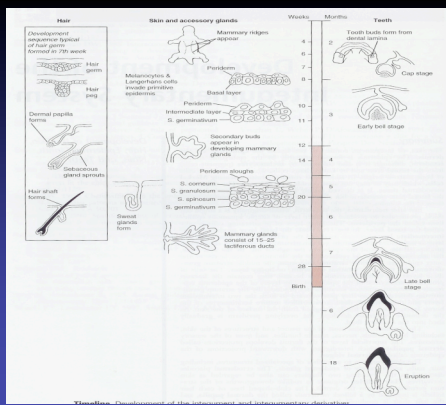 Hair
Development
sequence typical
of hair germ
formed in 7th week
Hair
germ
Hair
peg
Dermal papilla
forms
Sebaceous
gland sprouts
Hair shaft
forms
Skin and accessory glands
Mammary ridges
appear
Periderm
Melanocytes &
Langerhans cells
invade primitive
epidermis
Basal layer
Periderm
Intermediate layer
S. germinativum
Secondary buds
appear in
developing mammary
glands
Periderm sloughs
S. corneum
S. granulosum
S. spinosum
S. germinativum
Sweat
glands
form
Mammary glands
consist of 15–25
lactiferous ducts
Weeks
4
6
7
8
10
11
12
14
20
28
Birth
Months
2
3
4
5
6
7
6
18
Teeth
Tooth buds form from
dental lamina
Cap stage
Early bell stage
Late bell
stage
Eruption
Timeline. Development of the integument and integumentary derivatives